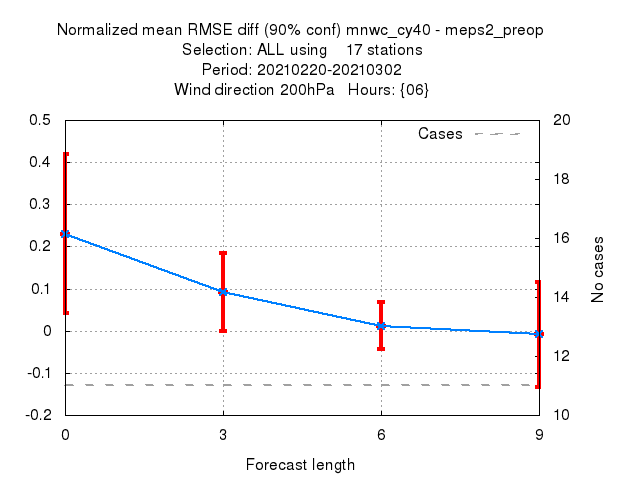 Normalized mean RMSE diff (90% conf) mnwc_cy40 - meps2_preop
Selection: ALL using    17 stations
Period: 20210220-20210302
Wind direction 200hPa   Hours: {06}
0.5
0.4
0.3
0.2
0.1
0
-0.1
-0.2
Cases
20
18
16
14
12
10
No cases
0 3 6 9
Forecast length